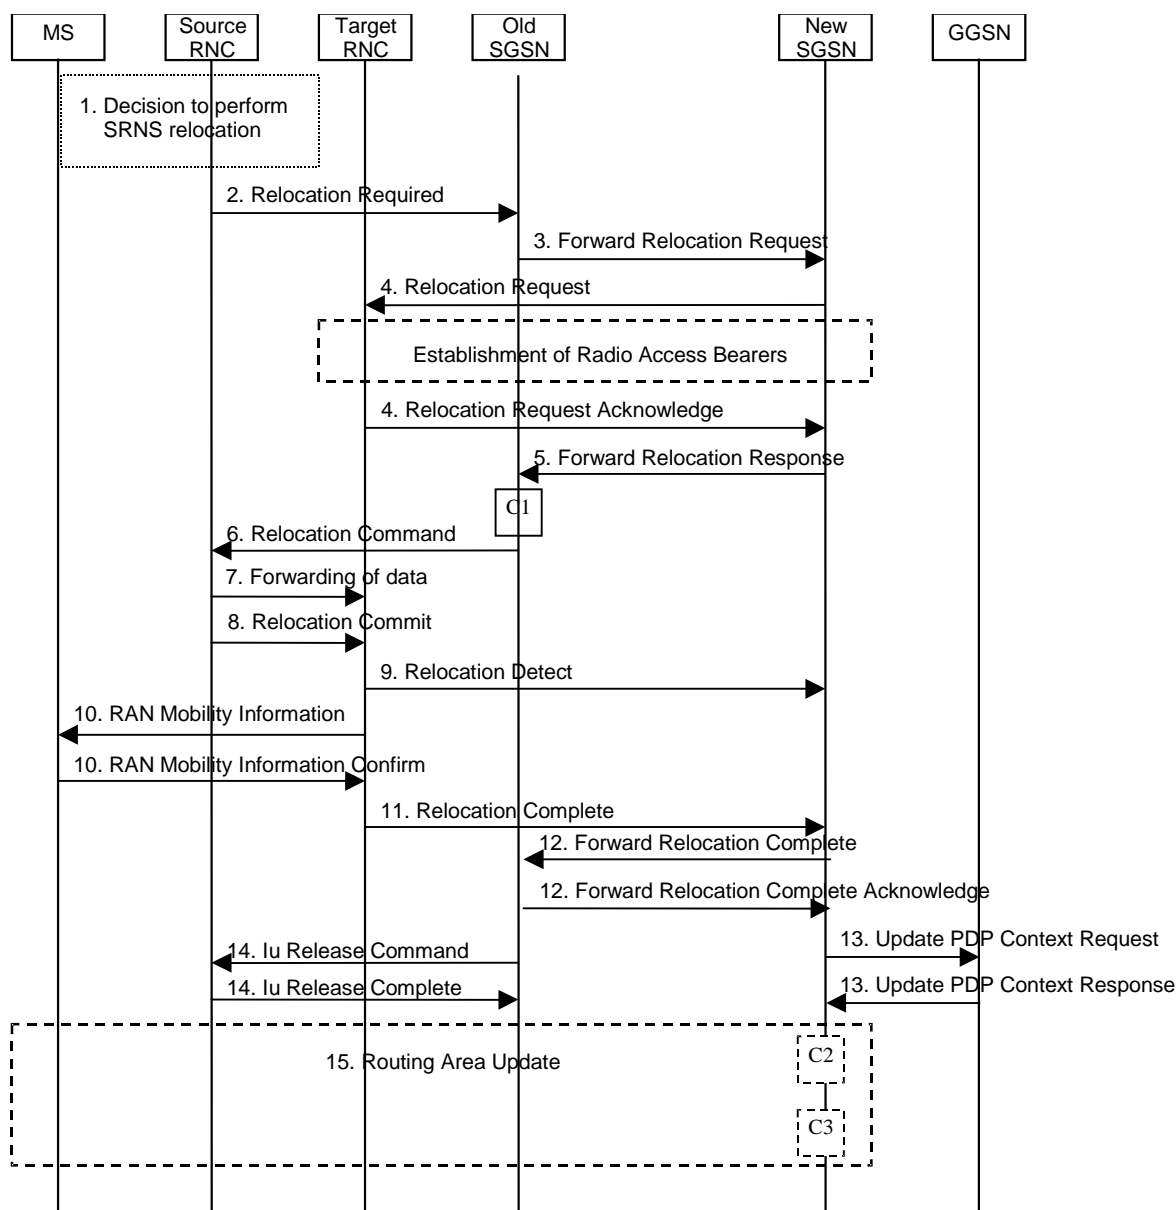 MS
Source
RNC
Target
RNC
Old
SGSN
New
SGSN
GGSN
1. Decision to perform
SRNS relocation
2. Relocation Required
3. Forward Relocation Request
4. Relocation Request
Establishment of Radio Access Bearers
4. Relocation Request Acknowledge
5. Forward Relocation Response
C1
6. Relocation Command
7. Forwarding of data
8. Relocation Commit
9. Relocation Detect
10. RAN Mobility Information
10. RAN Mobility Information Confirm
11. Relocation Complete
12. Forward Relocation Complete
12. Forward Relocation Complete Acknowledge
13. Update PDP Context Request
14. Iu Release Command
13. Update PDP Context Response
14. Iu Release Complete
15. Routing Area Update
C2
C3